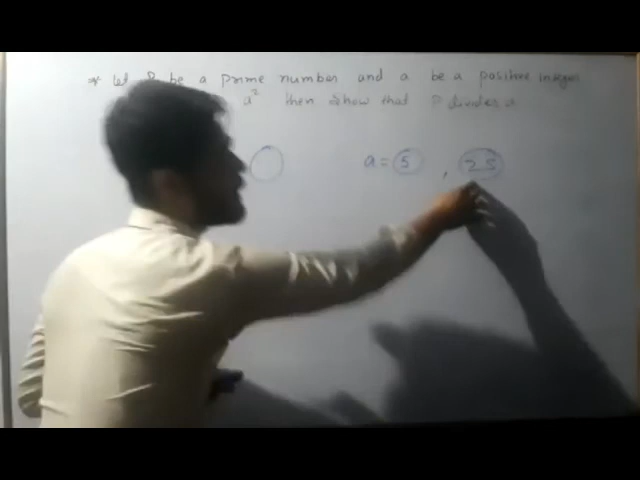 * Let P be a prime number and a be a positive integer
a² then show that P divides a
a = 5 , 25